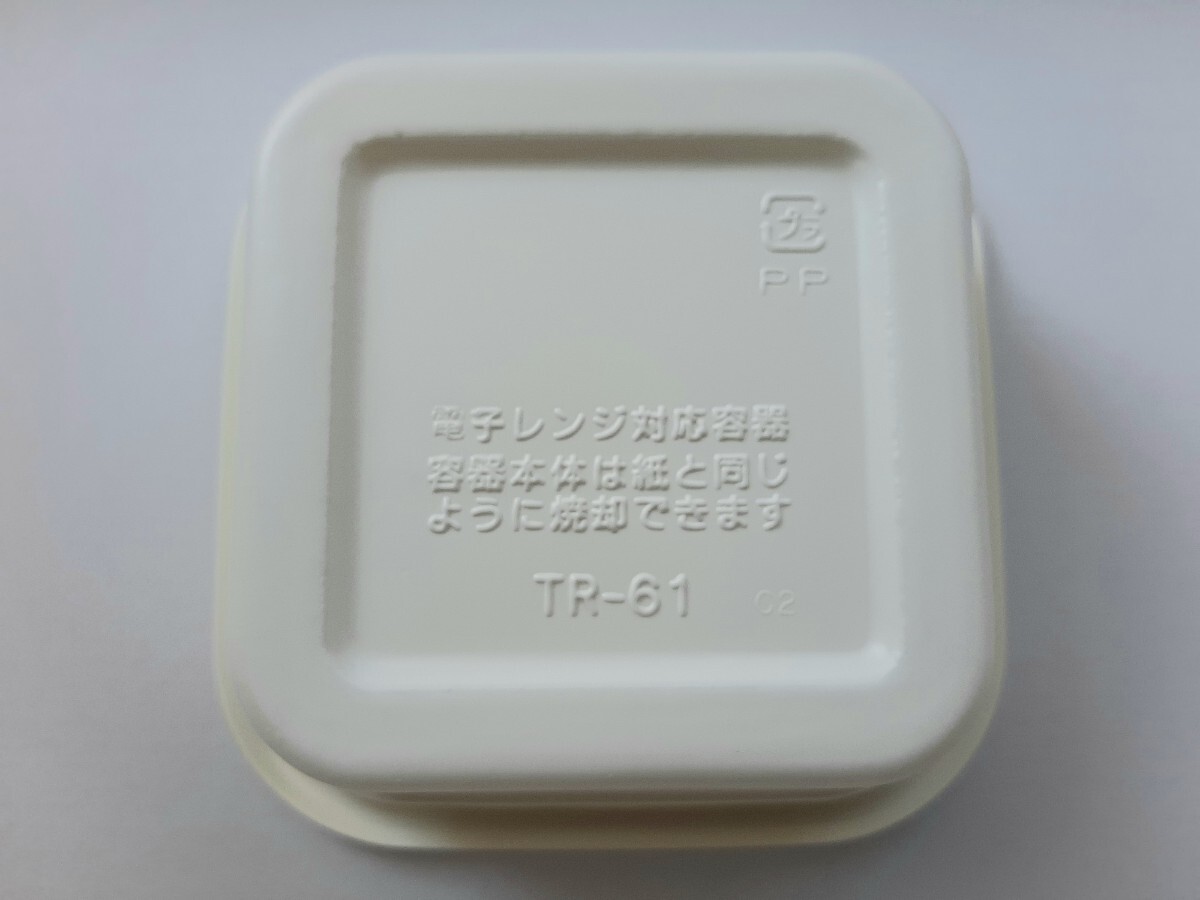 プラ
PP
電子レンジ対応容器
容器本体は紙と同じ
ように焼却できます
TR-61 02